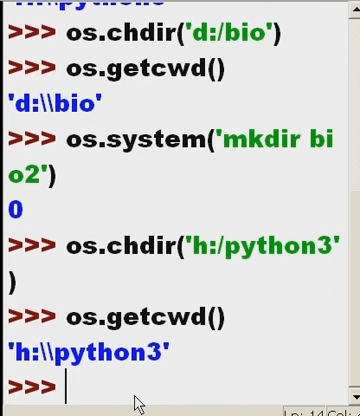 >>> os.chdir('d:/bio')
>>> os.getcwd()
'd:\\bio'
>>> os.system('mkdir bi
o2')
0
>>> os.chdir('h:/python3'
)
>>> os.getcwd()
'h:\\python3'
>>>